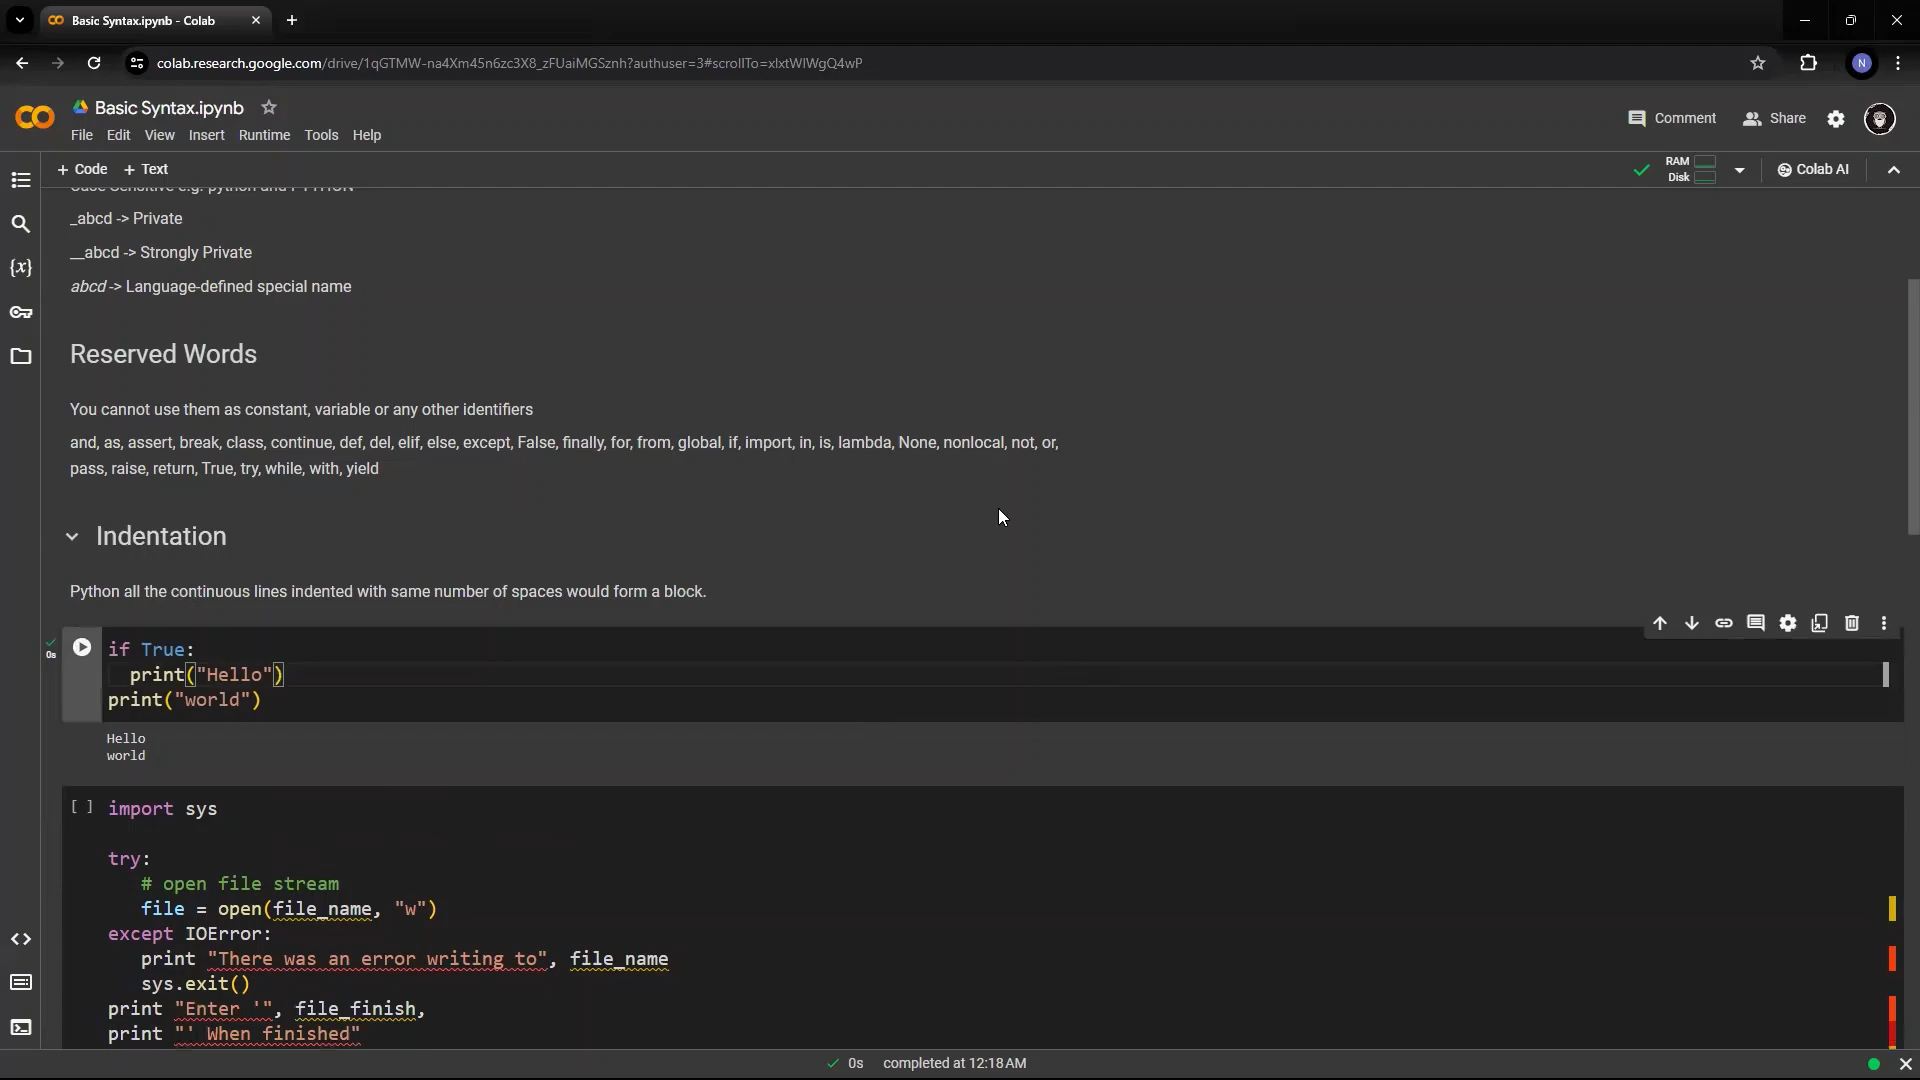 Basic Syntax.ipynb - Colab
colab.research.google.com/drive/1qGTMW-na4Xm45n6zc3X8_zFUaiMGSznh?authuser=3#scrollTo=xlxtWlWgQ4wP
N
Basic Syntax.ipynb
File Edit View Insert Runtime Tools Help
Comment Share
+ Code + Text
RAM
Disk
Colab AI
Case Sensitive e.g. python and PYTHON
_abcd -> Private
__abcd -> Strongly Private
abcd -> Language-defined special name
Reserved Words
You cannot use them as constant, variable or any other identifiers
and, as, assert, break, class, continue, def, del, elif, else, except, False, finally, for, from, global, if, import, in, is, lambda, None, nonlocal, not, or,
pass, raise, return, True, try, while, with, yield
Indentation
Python all the continuous lines indented with same number of spaces would form a block.
0s
if True:
print("Hello")
print("world")
Hello
world
[ ] import sys
try:
# open file stream
file = open(file_name, "w")
except IOError:
print "There was an error writing to", file_name
sys.exit()
print "Enter '", file_finish,
print "' When finished"
0s completed at 12:18 AM